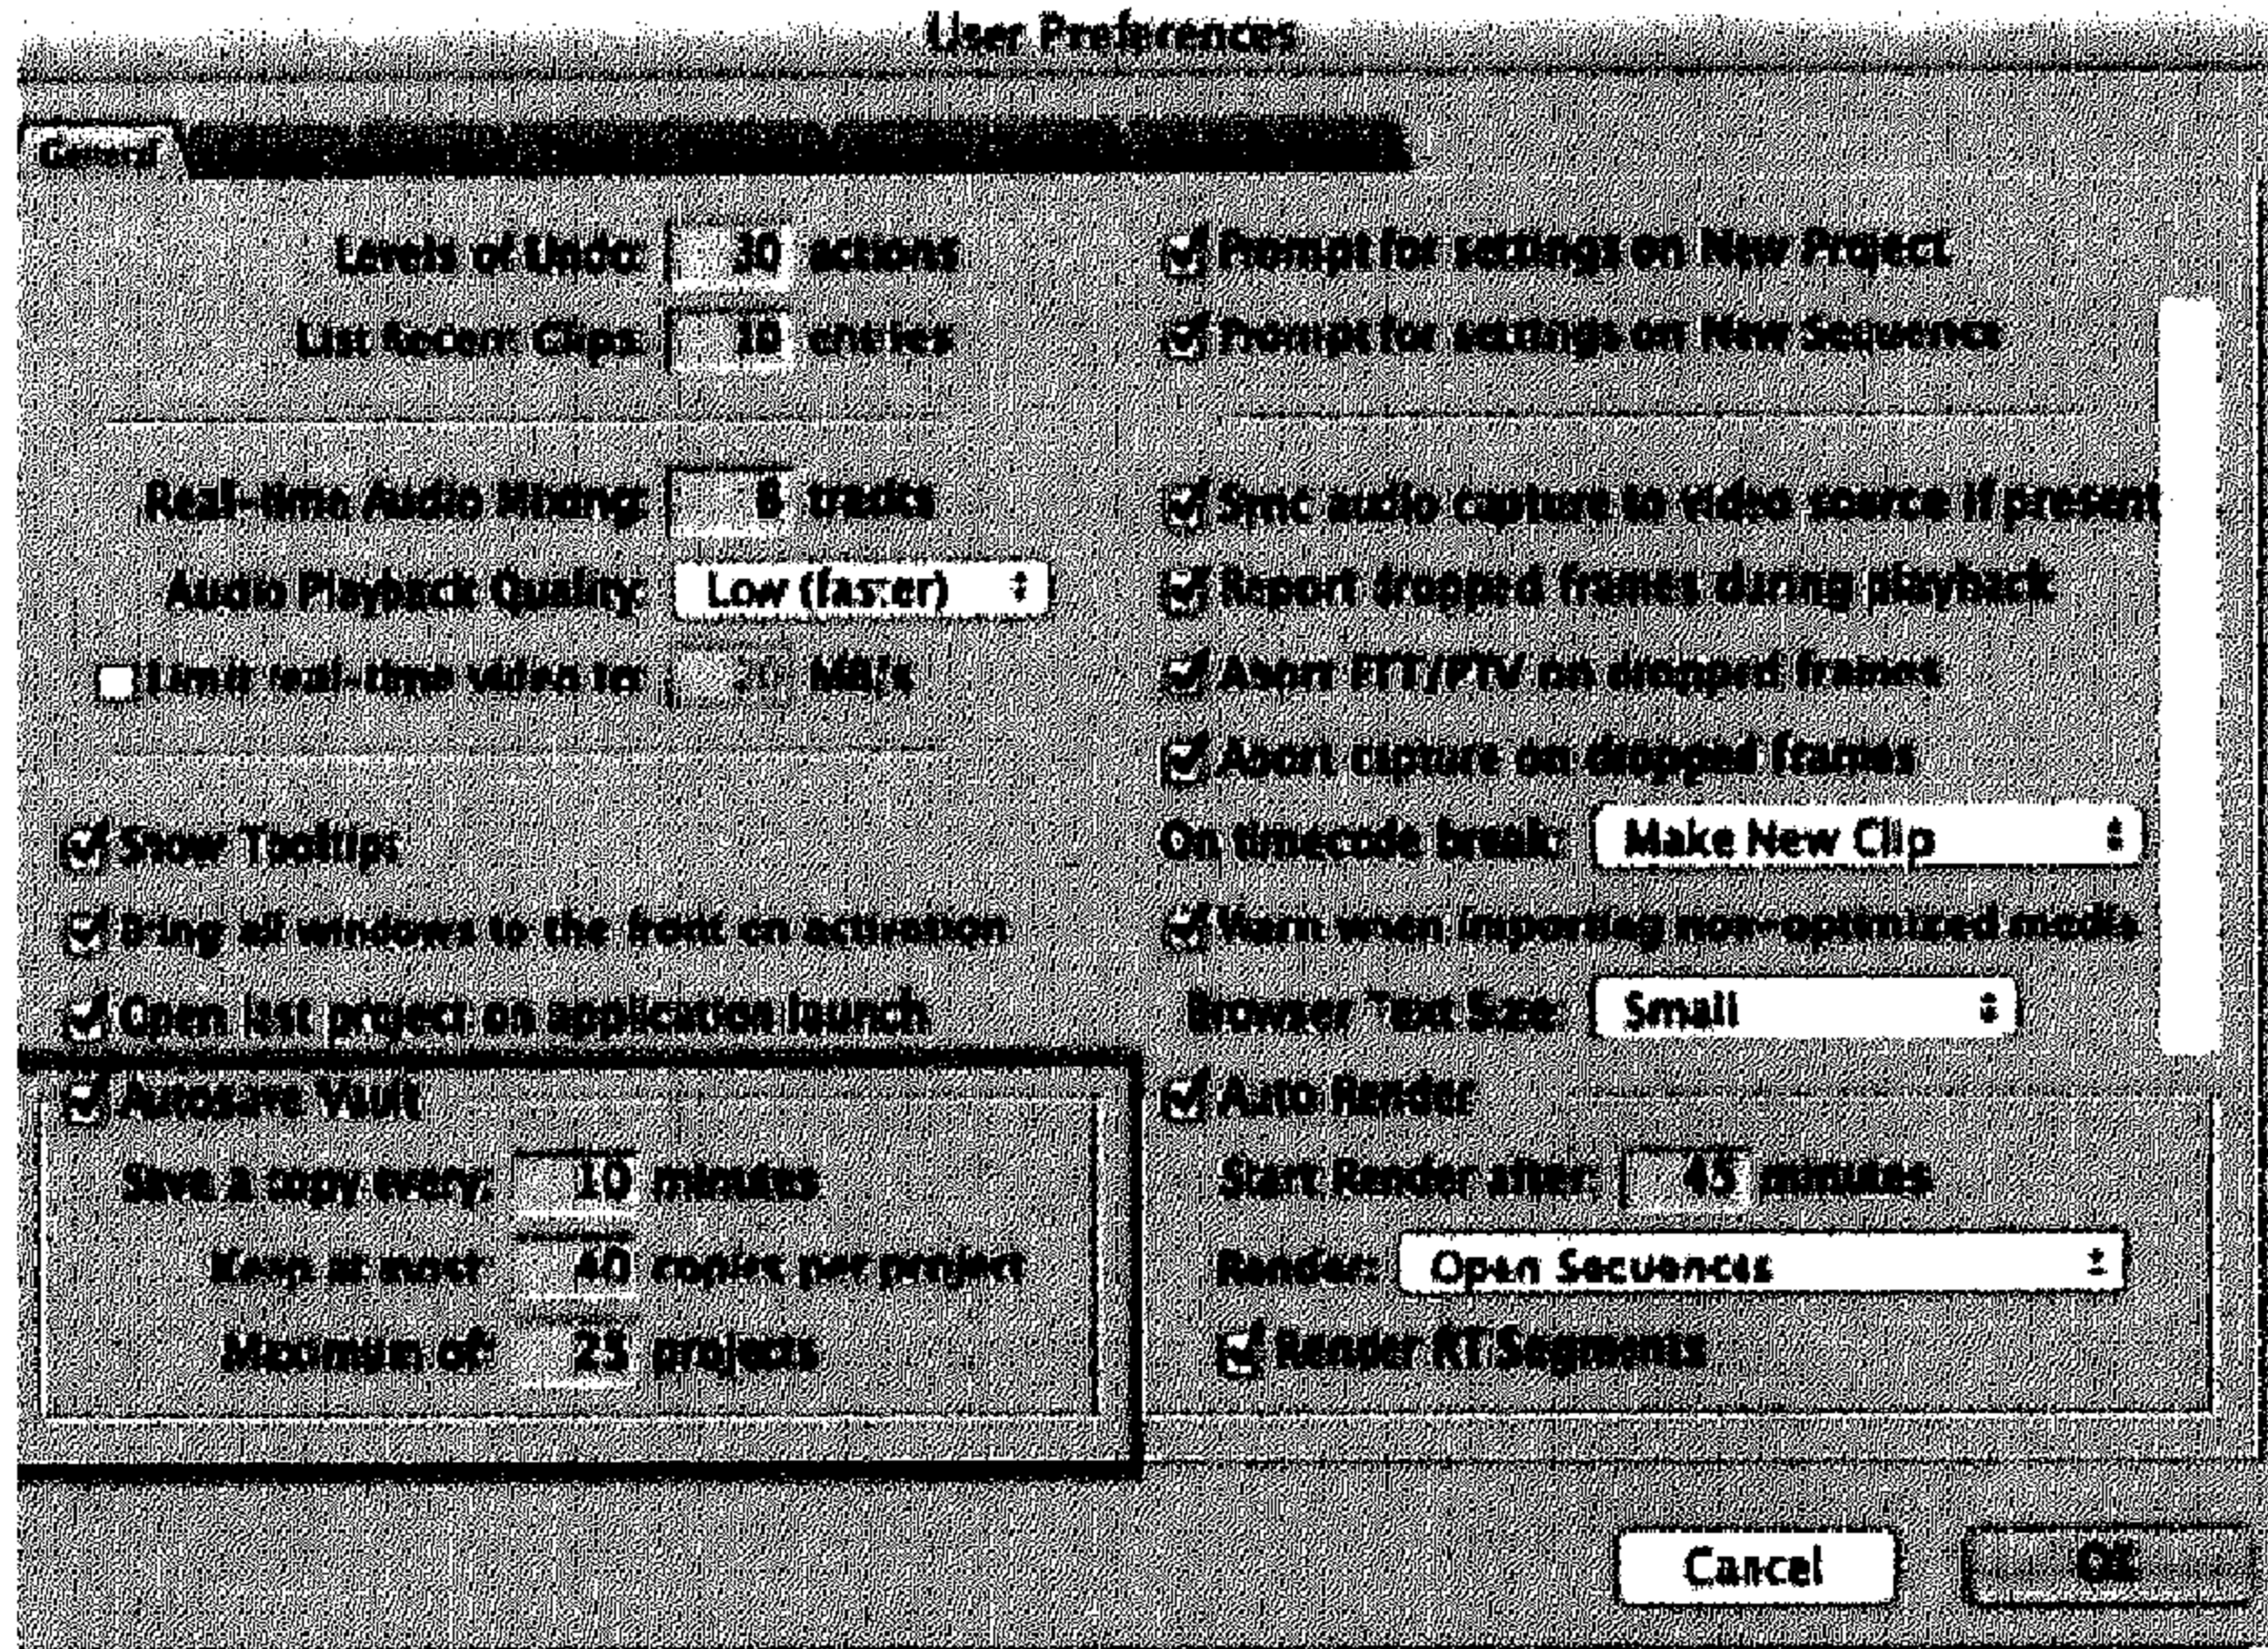 User Preferences
General
Levels of Undo: 30 actions
List Recent Clips: 10 entries
Real-time Audio Mixing: 8 tracks
Audio Playback Quality: Low (faster)
Limit real-time video to: 20 MB/s
Show Tooltips
Bring all windows to the front on activation
Open last project on application launch
Autosave Vault
Save a copy every: 10 minutes
Keep at most: 40 copies per project
Maximum of: 25 projects
Prompt for settings on New Project
Prompt for settings on New Sequence
Sync audio capture to video source if present
Report dropped frames during playback
Abort ETT/PTV on dropped frames
Abort capture on dropped frames
On timecode break: Make New Clip
Warn when importing non-optimized media
Browser Text Size: Small
Auto Render
Start Render after: 45 minutes
Render: Open Sequences
Render RT Segments
Cancel
OK